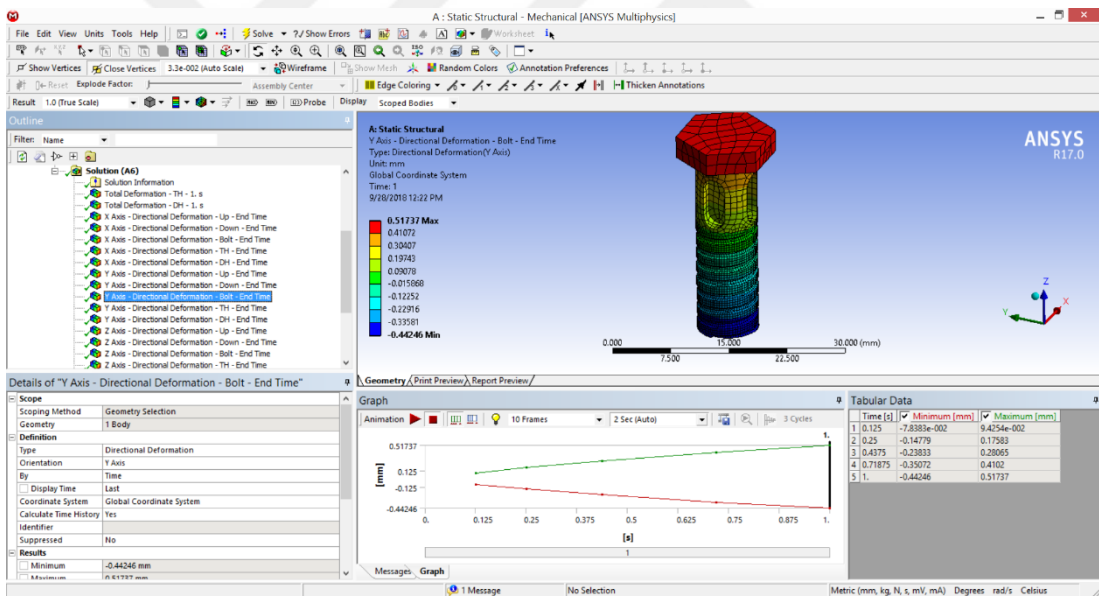 A : Static Structural - Mechanical [ANSYS Multiphysics]
File Edit View Units Tools Help Solve ?/ Show Errors Worksheet
Show Vertices Close Vertices 3.3e-002 (Auto Scale) Wireframe Show Mesh Random Colors Annotation Preferences
Reset Explode Factor: Assembly Center Edge Coloring Thicken Annotations
Result 1.0 (True Scale) Probe Display Scoped Bodies
Outline
Filter: Name
Solution (A6)
Solution Information
Total Deformation - TH - 1. s
Total Deformation - DH - 1. s
X Axis - Directional Deformation - Up - End Time
X Axis - Directional Deformation - Down - End Time
X Axis - Directional Deformation - Bolt - End Time
X Axis - Directional Deformation - TH - End Time
X Axis - Directional Deformation - DH - End Time
Y Axis - Directional Deformation - Up - End Time
Y Axis - Directional Deformation - Down - End Time
Y Axis - Directional Deformation - Bolt - End Time
Y Axis - Directional Deformation - TH - End Time
Y Axis - Directional Deformation - DH - End Time
Z Axis - Directional Deformation - Up - End Time
Z Axis - Directional Deformation - Down - End Time
Z Axis - Directional Deformation - Bolt - End Time
Z Axis - Directional Deformation - TH - End Time
A: Static Structural
Y Axis - Directional Deformation - Bolt - End Time
Type: Directional Deformation(Y Axis)
Unit: mm
Global Coordinate System
Time: 1
9/28/2018 12:22 PM
0.51737 Max
0.41072
0.30407
0.19743
0.09078
-0.015868
-0.12252
-0.22916
-0.33581
-0.44246 Min
ANSYS
R17.0
Z
X
Y
0.000 15.000 30.000 (mm)
7.500 22.500
Geometry Print Preview Report Preview
Details of "Y Axis - Directional Deformation - Bolt - End Time"
Scope
Scoping Method Geometry Selection
Geometry 1 Body
Definition
Type Directional Deformation
Orientation Y Axis
By Time
Display Time Last
Coordinate System Global Coordinate System
Calculate Time History Yes
Identifier
Suppressed No
Results
Minimum -0.44246 mm
Maximum 0.51737 mm
Graph
Animation 10 Frames 2 Sec (Auto) 3 Cycles
1.
0.51737
0.125
-0.125
-0.44246
[mm]
0. 0.125 0.25 0.375 0.5 0.625 0.75 0.875 1.
[s]
1
Messages Graph
Tabular Data
Time [s] Minimum [mm] Maximum [mm]
1 0.125 -7.8383e-002 9.4254e-002
2 0.25 -0.14779 0.17583
3 0.4375 -0.23833 0.28065
4 0.71875 -0.35072 0.4102
5 1. -0.44246 0.51737
1 Message No Selection Metric (mm, kg, N, s, mV, mA) Degrees rad/s Celsius